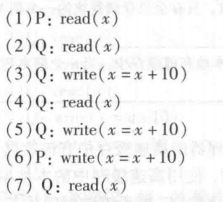 (1)P: read(x)
(2)Q: read(x)
(3)Q: write(x=x+10)
(4)Q: read(x)
(5)Q: write(x=x+10)
(6)P: write(x=x+10)
(7) Q: read(x)